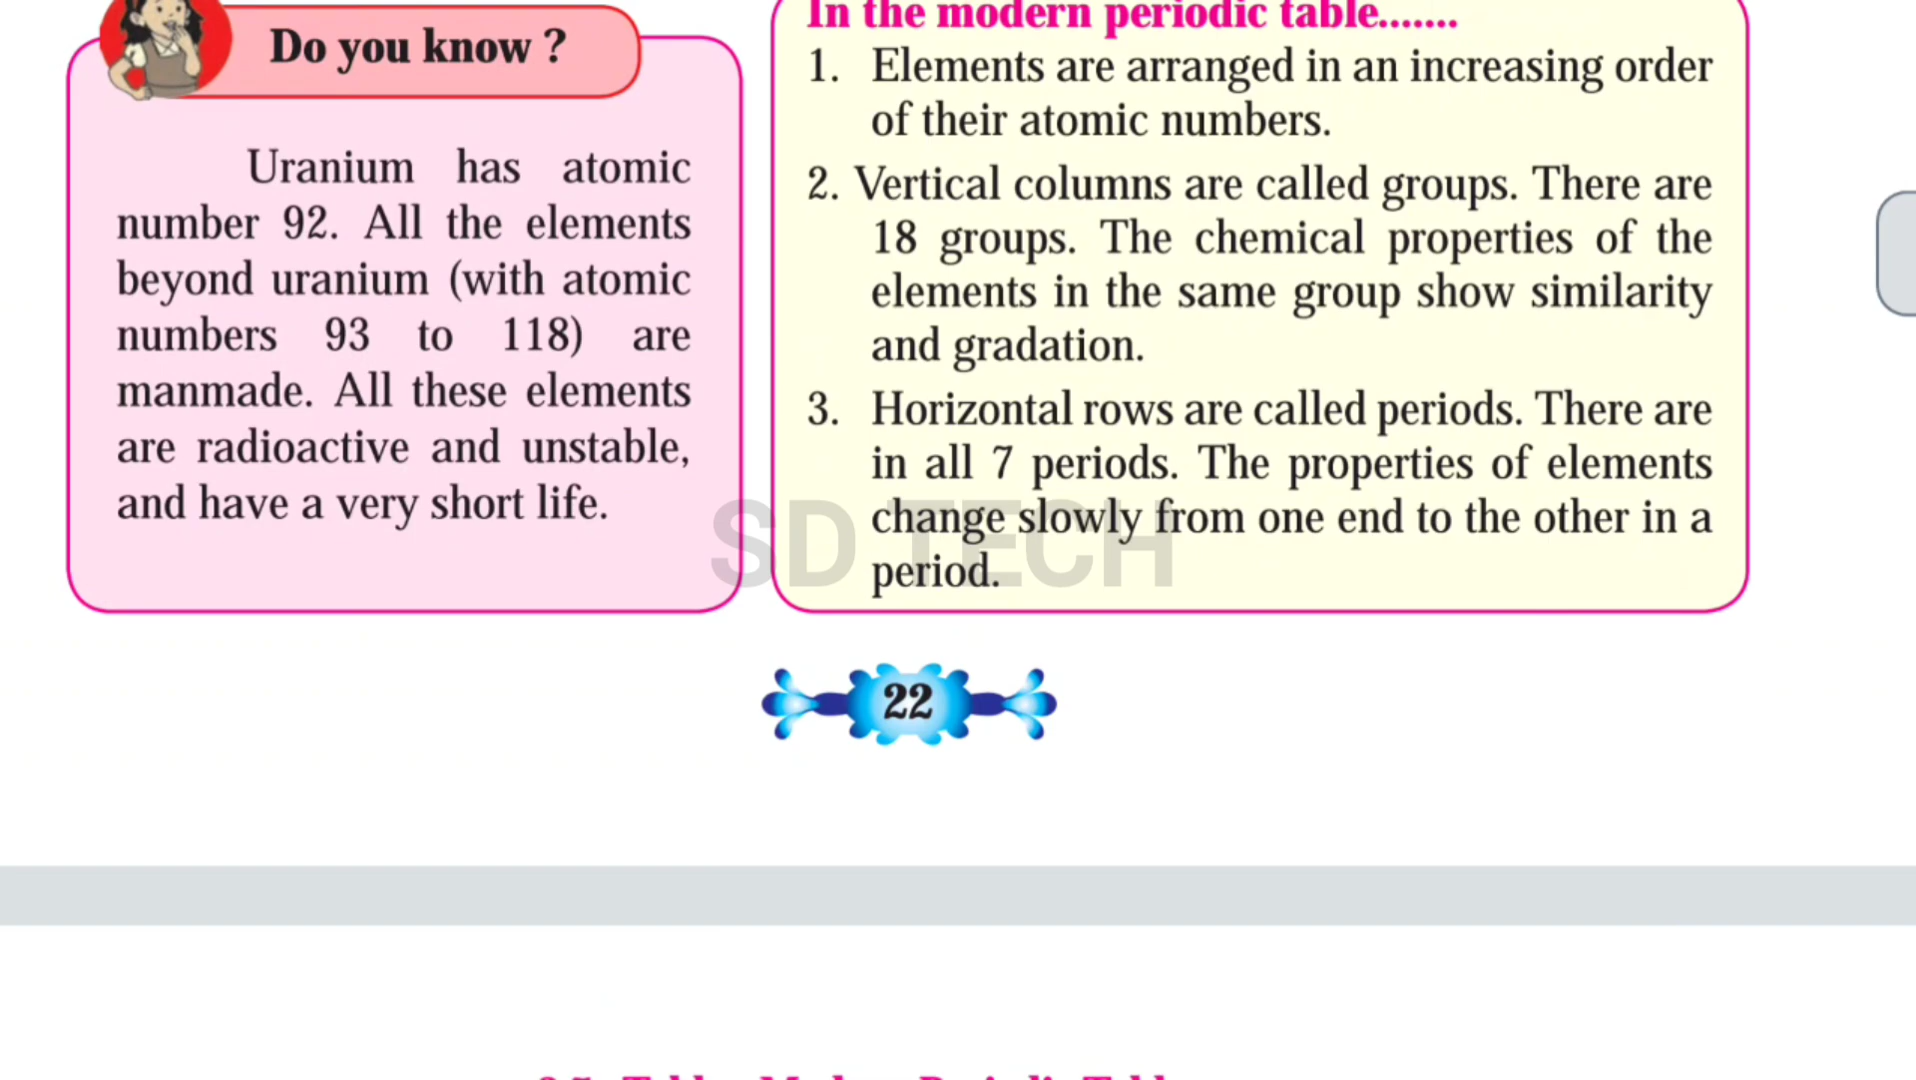 Do you know ?
Uranium has atomic
number 92. All the elements
beyond uranium (with atomic
numbers 93 to 118) are
manmade. All these elements
are radioactive and unstable,
and have a very short life.
In the modern periodic table.......
1. Elements are arranged in an increasing order
of their atomic numbers.
2. Vertical columns are called groups. There are
18 groups. The chemical properties of the
elements in the same group show similarity
and gradation.
3. Horizontal rows are called periods. There are
in all 7 periods. The properties of elements
change slowly from one end to the other in a
period.
SD TECH
22